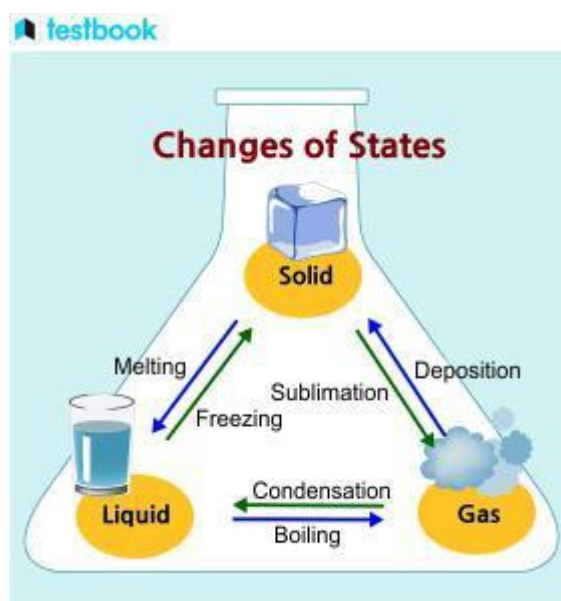 testbook
Changes of States
Solid
Melting
Deposition
Sublimation
Freezing
Condensation
Liquid
Gas
Boiling